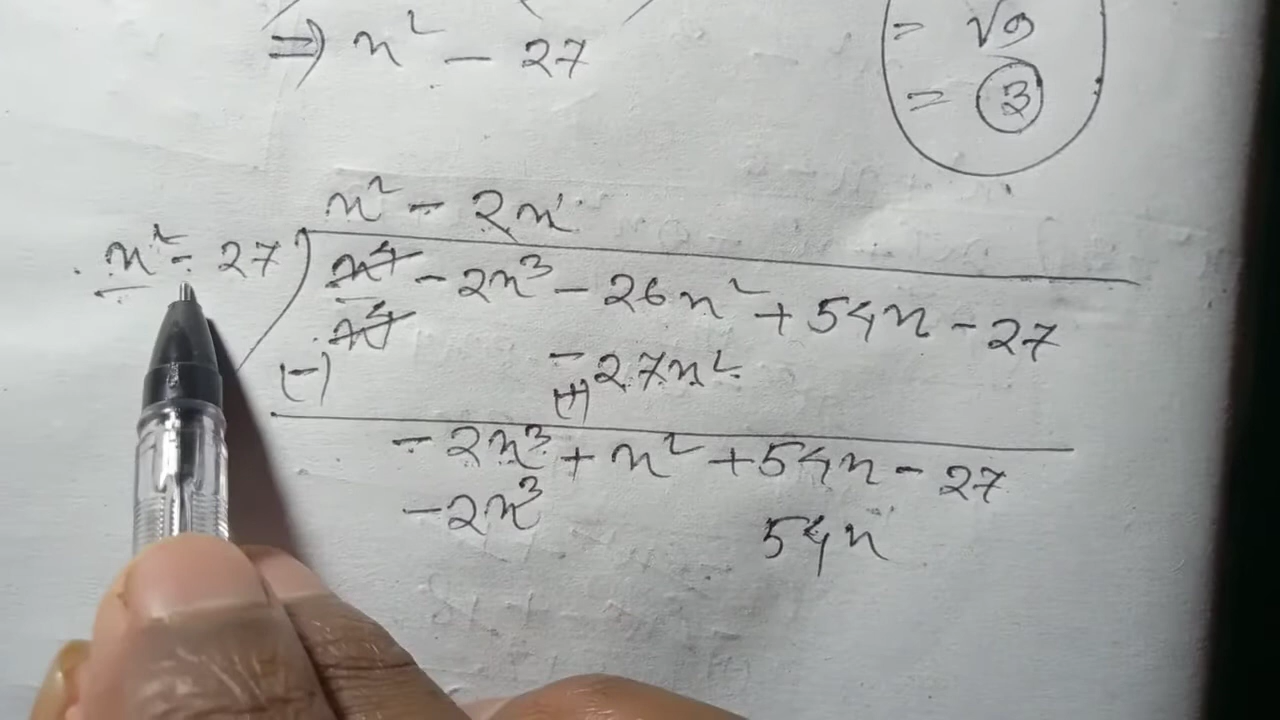 => x² - 27
= √9
= 3
x² - 2x
x² - 27) x⁴ - 2x³ - 26x² + 54x - 27
x⁴ - 27x²
(-) (+)
- 2x³ + x² + 54x - 27
- 2x³ 54x